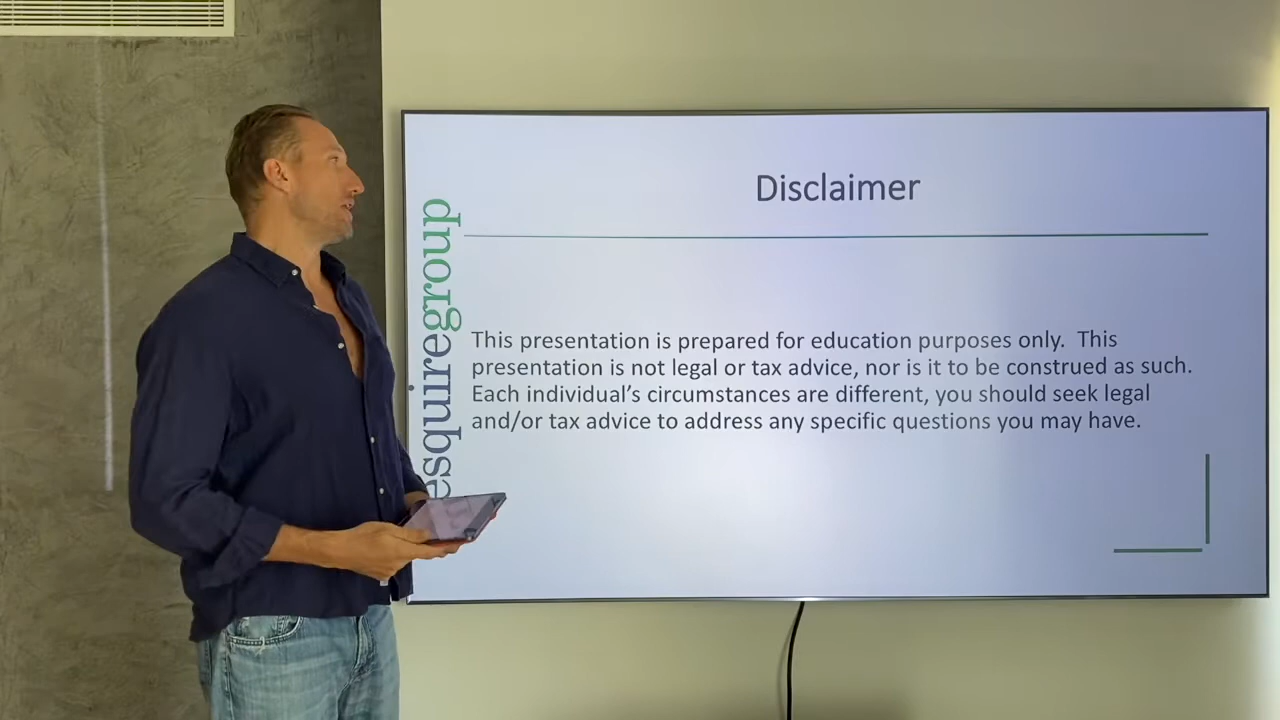 Disclaimer
esquiregroup
This presentation is prepared for education purposes only.  This
presentation is not legal or tax advice, nor is it to be construed as such.
Each individual’s circumstances are different, you should seek legal
and/or tax advice to address any specific questions you may have.